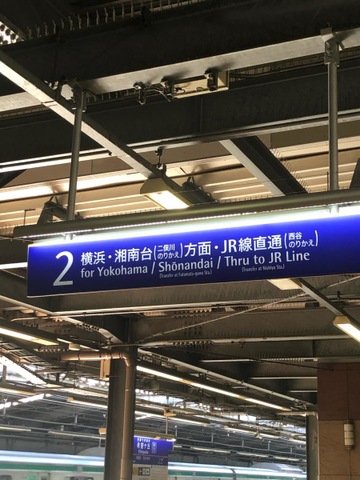 2 横浜・湘南台(二俣川のりかえ)方面・JR線直通(西谷のりかえ)
for Yokohama / Shōnandai / Thru to JR Line
(Transfer at Futamata-gawa Sta.) (Transfer at Nishiya Sta.)